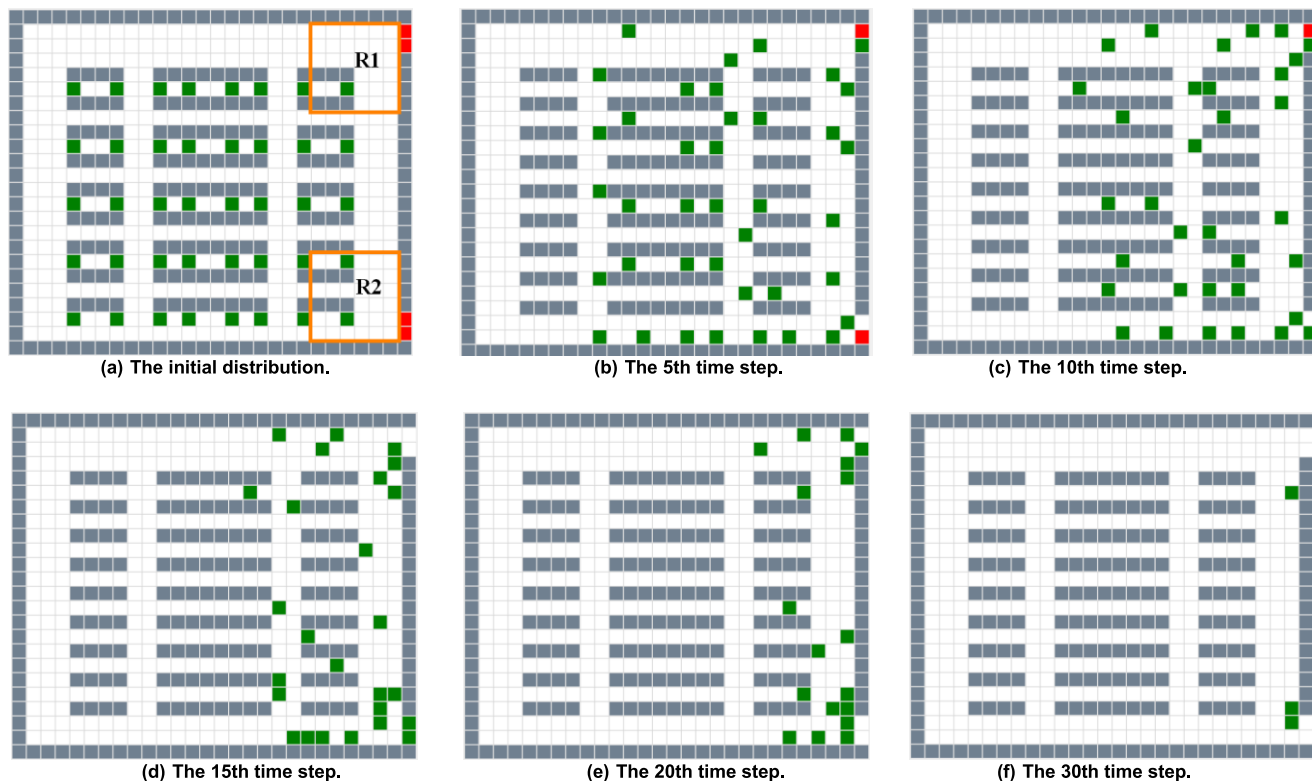 R1
R2
(a) The initial distribution.
(b) The 5th time step.
(c) The 10th time step.
(d) The 15th time step.
(e) The 20th time step.
(f) The 30th time step.